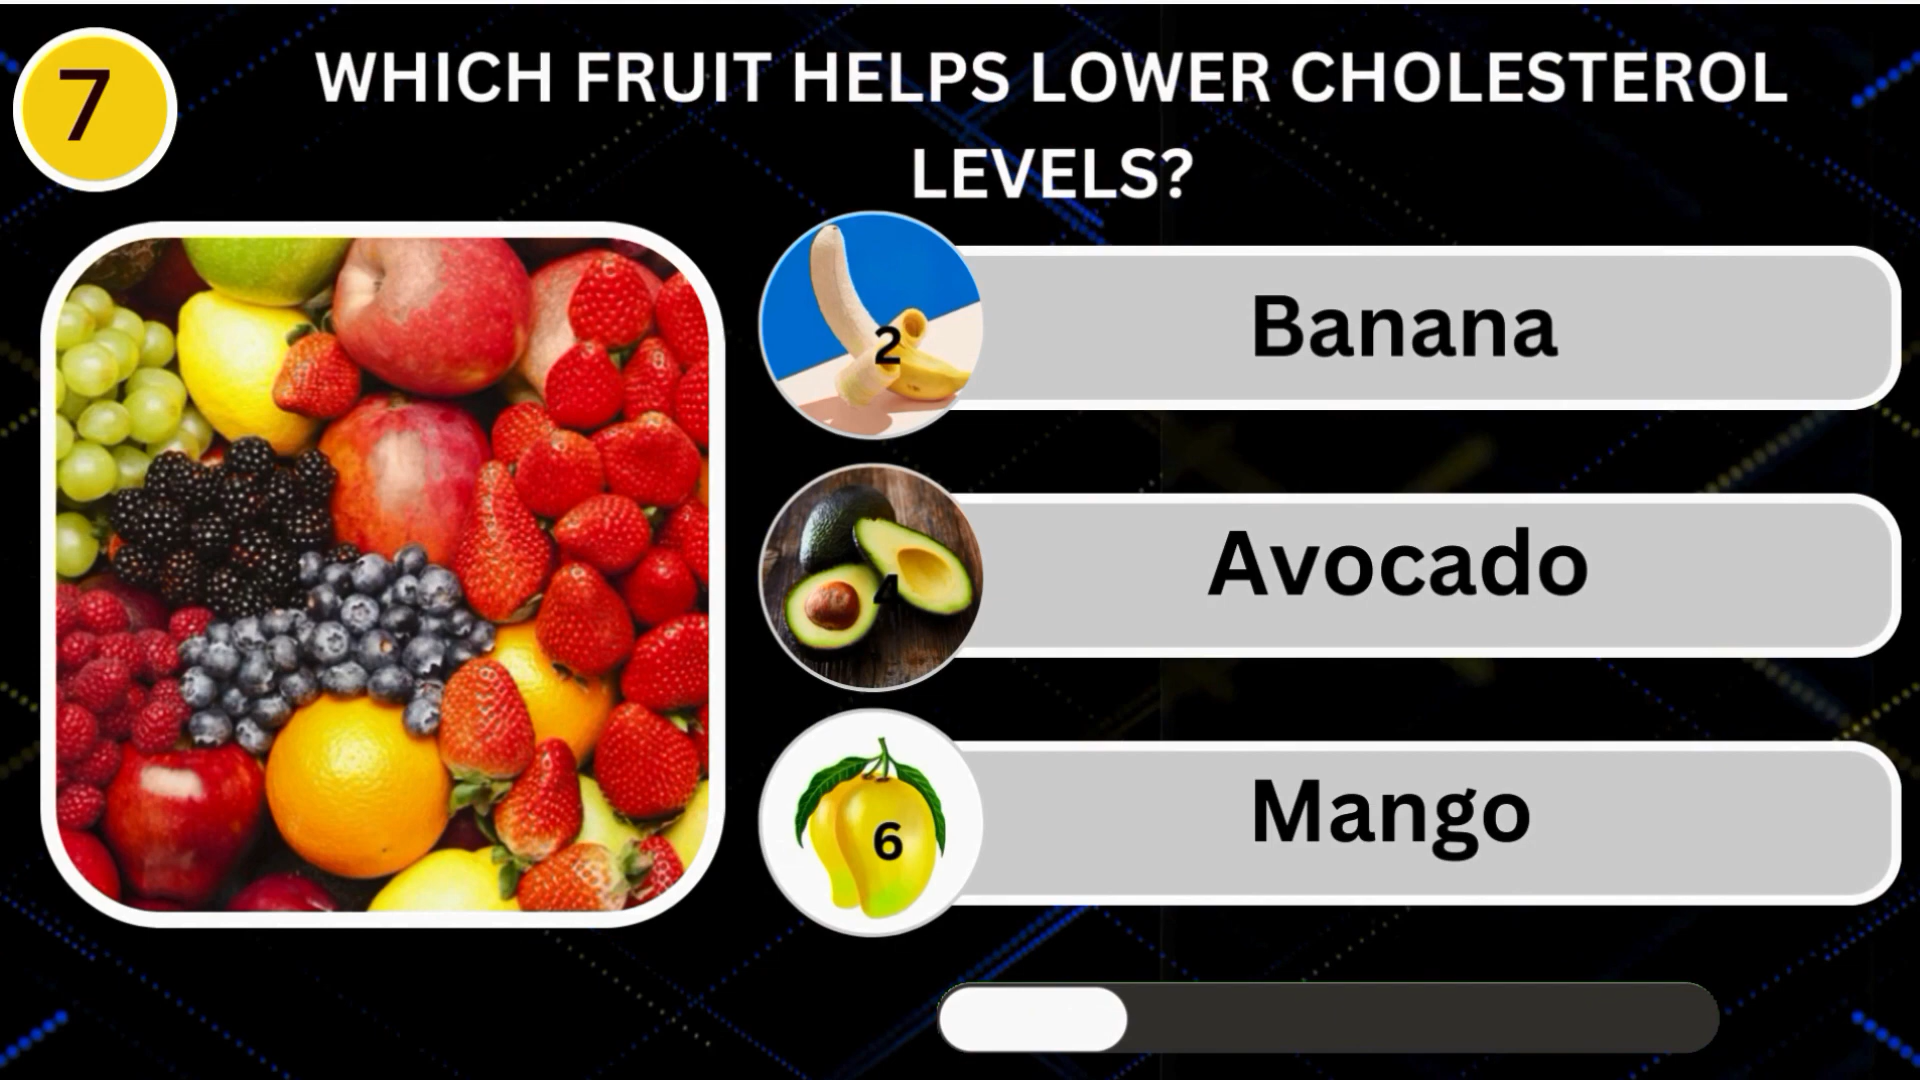 7
WHICH FRUIT HELPS LOWER CHOLESTEROL
LEVELS?
2
Banana
4
Avocado
6
Mango